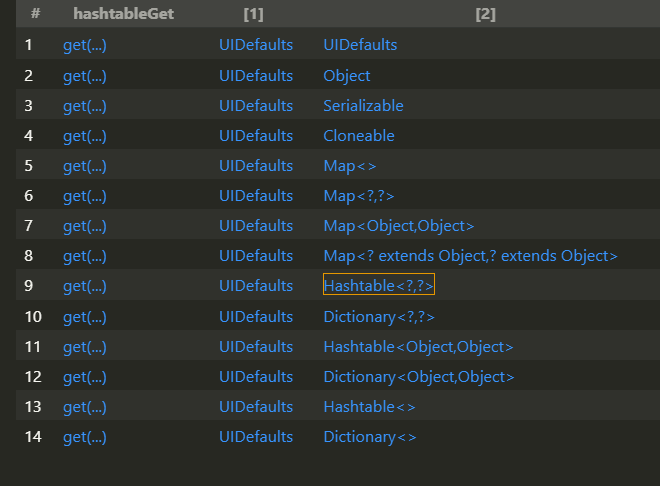 # hashtableGet [1] [2]
1 get(...) UIDefaults UIDefaults
2 get(...) UIDefaults Object
3 get(...) UIDefaults Serializable
4 get(...) UIDefaults Cloneable
5 get(...) UIDefaults Map<>
6 get(...) UIDefaults Map<?,?>
7 get(...) UIDefaults Map<Object,Object>
8 get(...) UIDefaults Map<? extends Object,? extends Object>
9 get(...) UIDefaults Hashtable<?,?>
10 get(...) UIDefaults Dictionary<?,?>
11 get(...) UIDefaults Hashtable<Object,Object>
12 get(...) UIDefaults Dictionary<Object,Object>
13 get(...) UIDefaults Hashtable<>
14 get(...) UIDefaults Dictionary<>